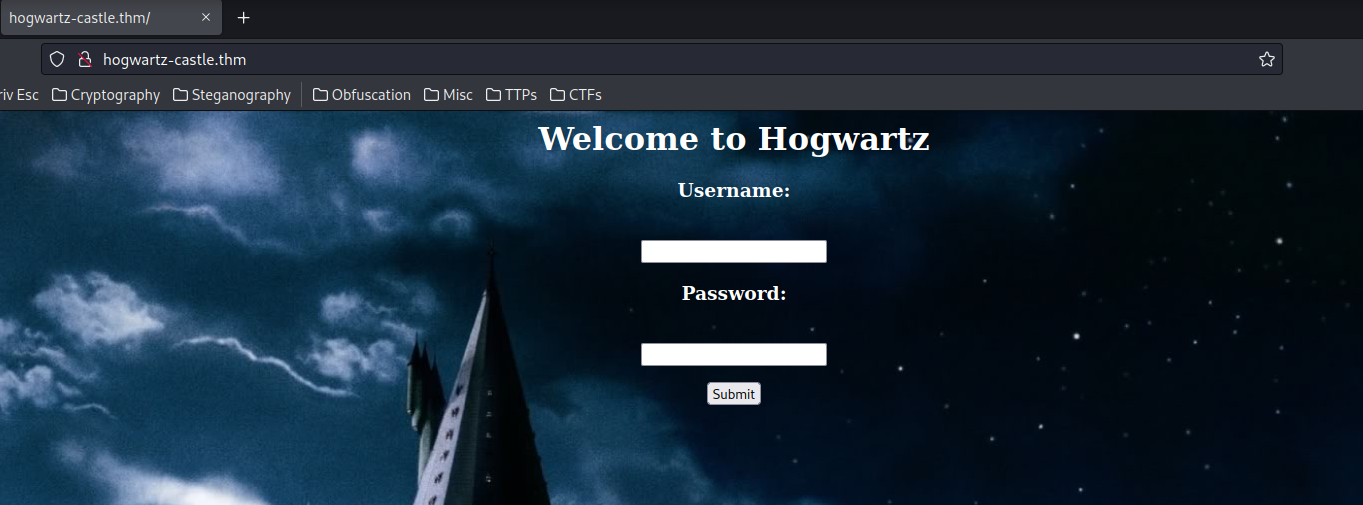 hogwartz-castle.thm/
hogwartz-castle.thm
riv Esc Cryptography Steganography Obfuscation Misc TTPs CTFs
Welcome to Hogwartz
Username:
Password:
Submit